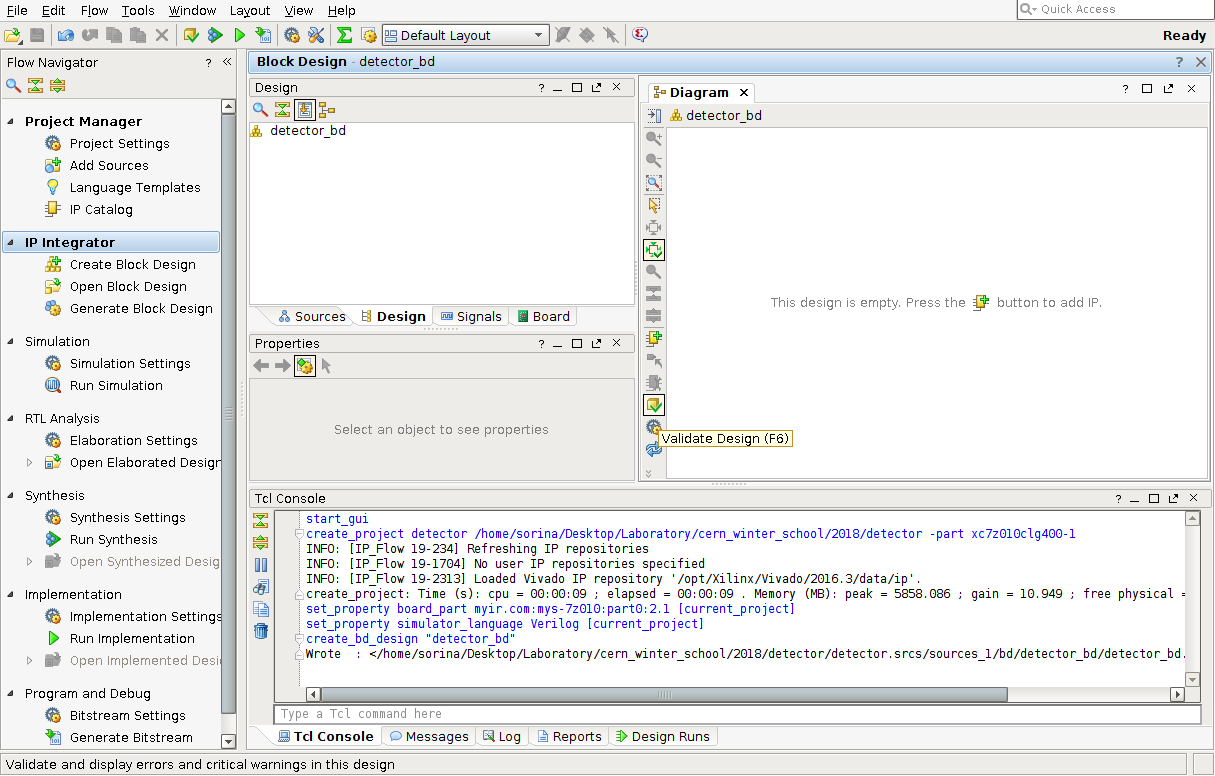 File Edit Flow Tools Window Layout View Help
Quick Access
Default Layout
Ready
Flow Navigator ? «
Project Manager
Project Settings
Add Sources
Language Templates
IP Catalog
IP Integrator
Create Block Design
Open Block Design
Generate Block Design
Simulation
Simulation Settings
Run Simulation
RTL Analysis
Elaboration Settings
Open Elaborated Design
Synthesis
Synthesis Settings
Run Synthesis
Open Synthesized Desig
Implementation
Implementation Settings
Run Implementation
Open Implemented Desi
Program and Debug
Bitstream Settings
Generate Bitstream
Block Design - detector_bd
Design
detector_bd
Sources Design Signals Board
Properties
Select an object to see properties
Diagram
detector_bd
This design is empty. Press the button to add IP.
Validate Design (F6)
Tcl Console
start_gui
create_project detector /home/sorina/Desktop/Laboratory/cern_winter_school/2018/detector -part xc7z010clg400-1
INFO: [IP_Flow 19-234] Refreshing IP repositories
INFO: [IP_Flow 19-1704] No user IP repositories specified
INFO: [IP_Flow 19-2313] Loaded Vivado IP repository '/opt/Xilinx/Vivado/2016.3/data/ip'.
create_project: Time (s): cpu = 00:00:09 ; elapsed = 00:00:09 . Memory (MB): peak = 5858.086 ; gain = 10.949 ; free physical =
set_property board_part myir.com:mys-7z010:part0:2.1 [current_project]
set_property simulator_language Verilog [current_project]
create_bd_design "detector_bd"
Wrote  : </home/sorina/Desktop/Laboratory/cern_winter_school/2018/detector/detector.srcs/sources_1/bd/detector_bd/detector_bd.
Type a Tcl command here
Tcl Console Messages Log Reports Design Runs
Validate and display errors and critical warnings in this design